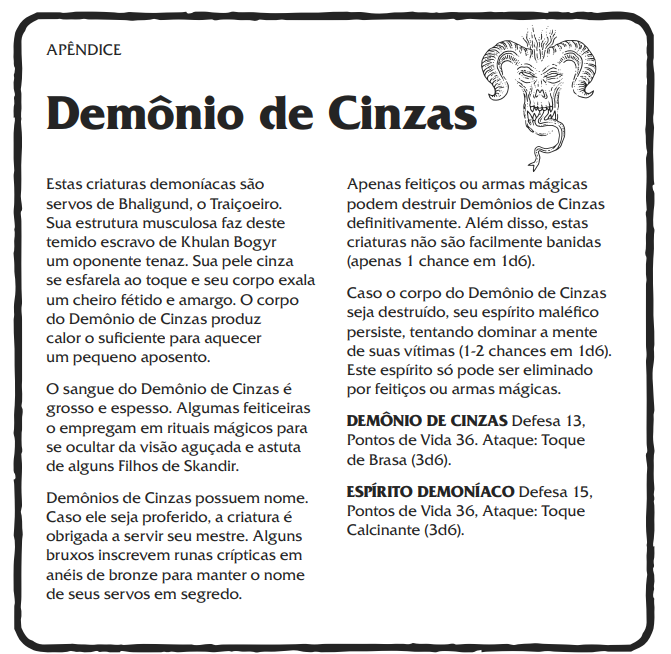 APÊNDICE
Demônio de Cinzas
Estas criaturas demoníacas são
servos de Bhaligund, o Traiçoeiro.
Sua estrutura musculosa faz deste
temido escravo de Khulan Bogyr
um oponente tenaz. Sua pele cinza
se esfarela ao toque e seu corpo exala
um cheiro fétido e amargo. O corpo
do Demônio de Cinzas produz
calor o suficiente para aquecer
um pequeno aposento.
O sangue do Demônio de Cinzas é
grosso e espesso. Algumas feiticeiras
o empregam em rituais mágicos para
se ocultar da visão aguçada e astuta
de alguns Filhos de Skandir.
Demônios de Cinzas possuem nome.
Caso ele seja proferido, a criatura é
obrigada a servir seu mestre. Alguns
bruxos inscrevem runas crípticas em
anéis de bronze para manter o nome
de seus servos em segredo.
Apenas feitiços ou armas mágicas
podem destruir Demônios de Cinzas
definitivamente. Além disso, estas
criaturas não são facilmente banidas
(apenas 1 chance em 1d6).
Caso o corpo do Demônio de Cinzas
seja destruído, seu espírito maléfico
persiste, tentando dominar a mente
de suas vítimas (1-2 chances em 1d6).
Este espírito só pode ser eliminado
por feitiços ou armas mágicas.
DEMÔNIO DE CINZAS Defesa 13,
Pontos de Vida 36. Ataque: Toque
de Brasa (3d6).
ESPÍRITO DEMONÍACO Defesa 15,
Pontos de Vida 36, Ataque: Toque
Calcinante (3d6).